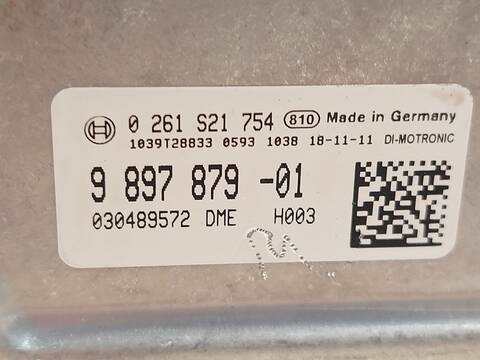 0 261 S21 754 810 Made in Germany
1039T28833 0593 1038 18-11-11 DI-MOTRONIC
9 897 879 -01
030489572 DME H003